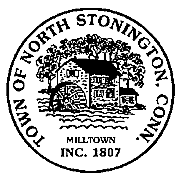 TOWN OF NORTH STONINGTON, CONN.
MILLTOWN
INC. 1807